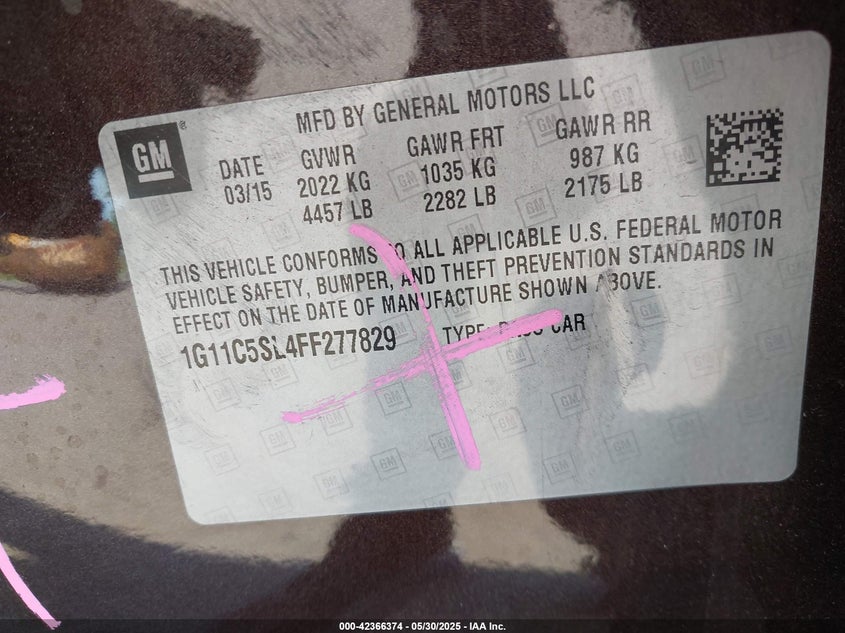 MFD BY GENERAL MOTORS LLC
GM ®
DATE GVWR GAWR FRT GAWR RR
03/15 2022 KG 1035 KG 987 KG
4457 LB 2282 LB 2175 LB
THIS VEHICLE CONFORMS TO ALL APPLICABLE U.S. FEDERAL MOTOR
VEHICLE SAFETY, BUMPER, AND THEFT PREVENTION STANDARDS IN
EFFECT ON THE DATE OF MANUFACTURE SHOWN ABOVE.
1G11C5SL4FF277829 TYPE: PASS CAR
000-42366374 - 05/30/2025 - IAA Inc.